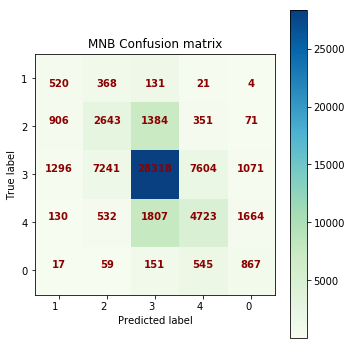 MNB Confusion matrix
1 520 368 131 21 4
2 906 2643 1384 351 71
3 1296 7241 28318 7604 1071
4 130 532 1807 4723 1664
0 17 59 151 545 867
1 2 3 4 0
Predicted label
True label
25000
20000
15000
10000
5000